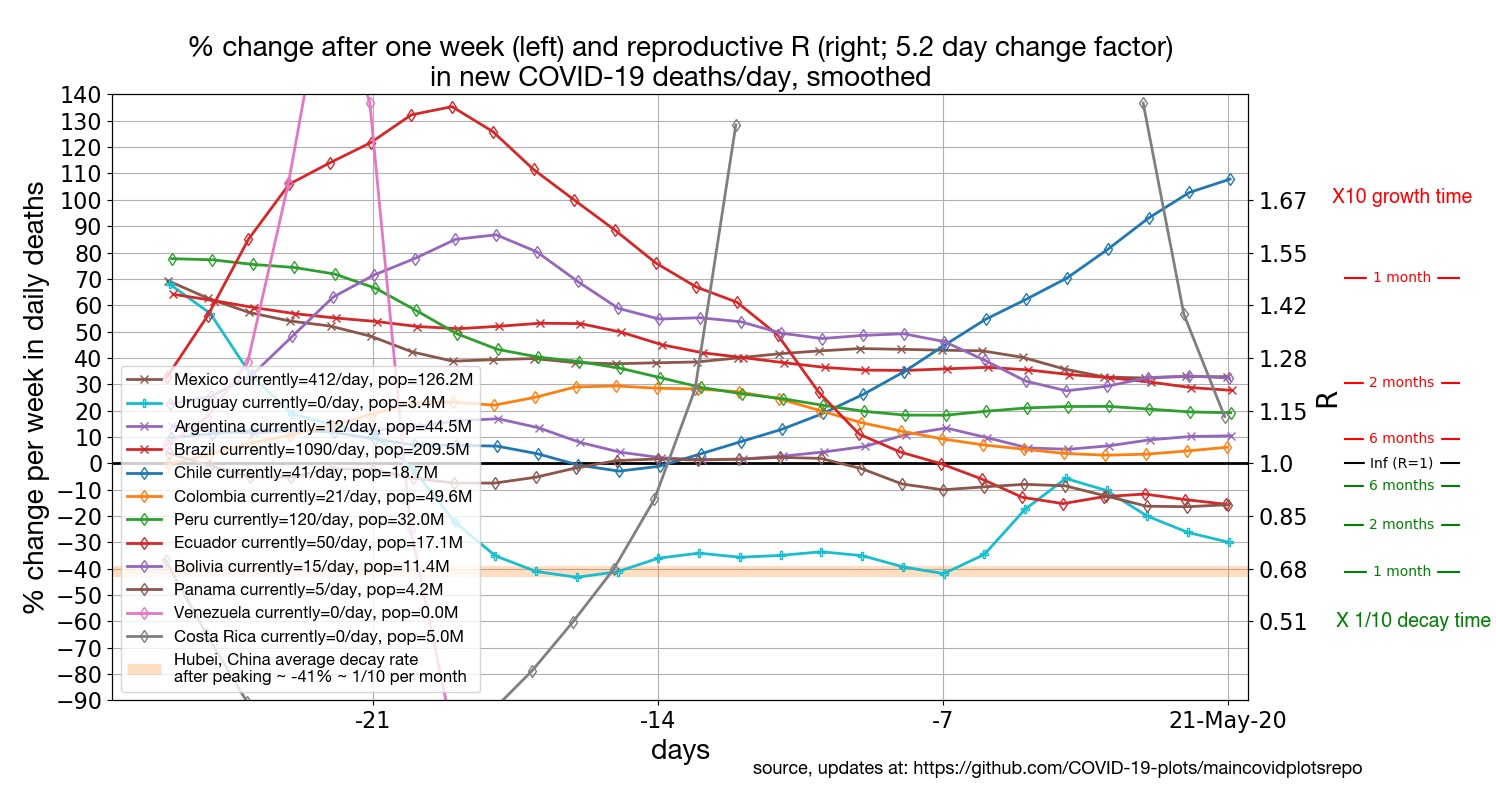 % change after one week (left) and reproductive R (right; 5.2 day change factor)
in new COVID-19 deaths/day, smoothed
% change per week in daily deaths
140
130
120
110
100
90
80
70
60
50
40
30
20
10
0
−10
−20
−30
−40
−50
−60
−70
−80
−90
Mexico currently=412/day, pop=126.2M
Uruguay currently=0/day, pop=3.4M
Argentina currently=12/day, pop=44.5M
Brazil currently=1090/day, pop=209.5M
Chile currently=41/day, pop=18.7M
Colombia currently=21/day, pop=49.6M
Peru currently=120/day, pop=32.0M
Ecuador currently=50/day, pop=17.1M
Bolivia currently=15/day, pop=11.4M
Panama currently=5/day, pop=4.2M
Venezuela currently=0/day, pop=0.0M
Costa Rica currently=0/day, pop=5.0M
Hubei, China average decay rate
after peaking ~ -41% ~ 1/10 per month
-21
-14
-7
21-May-20
days
1.67
1.55
1.42
1.28
1.15
1.0
0.85
0.68
0.51
R
X10 growth time
1 month
2 months
6 months
Inf (R=1)
6 months
2 months
1 month
X 1/10 decay time
source, updates at: https://github.com/COVID-19-plots/maincovidplotsrepo